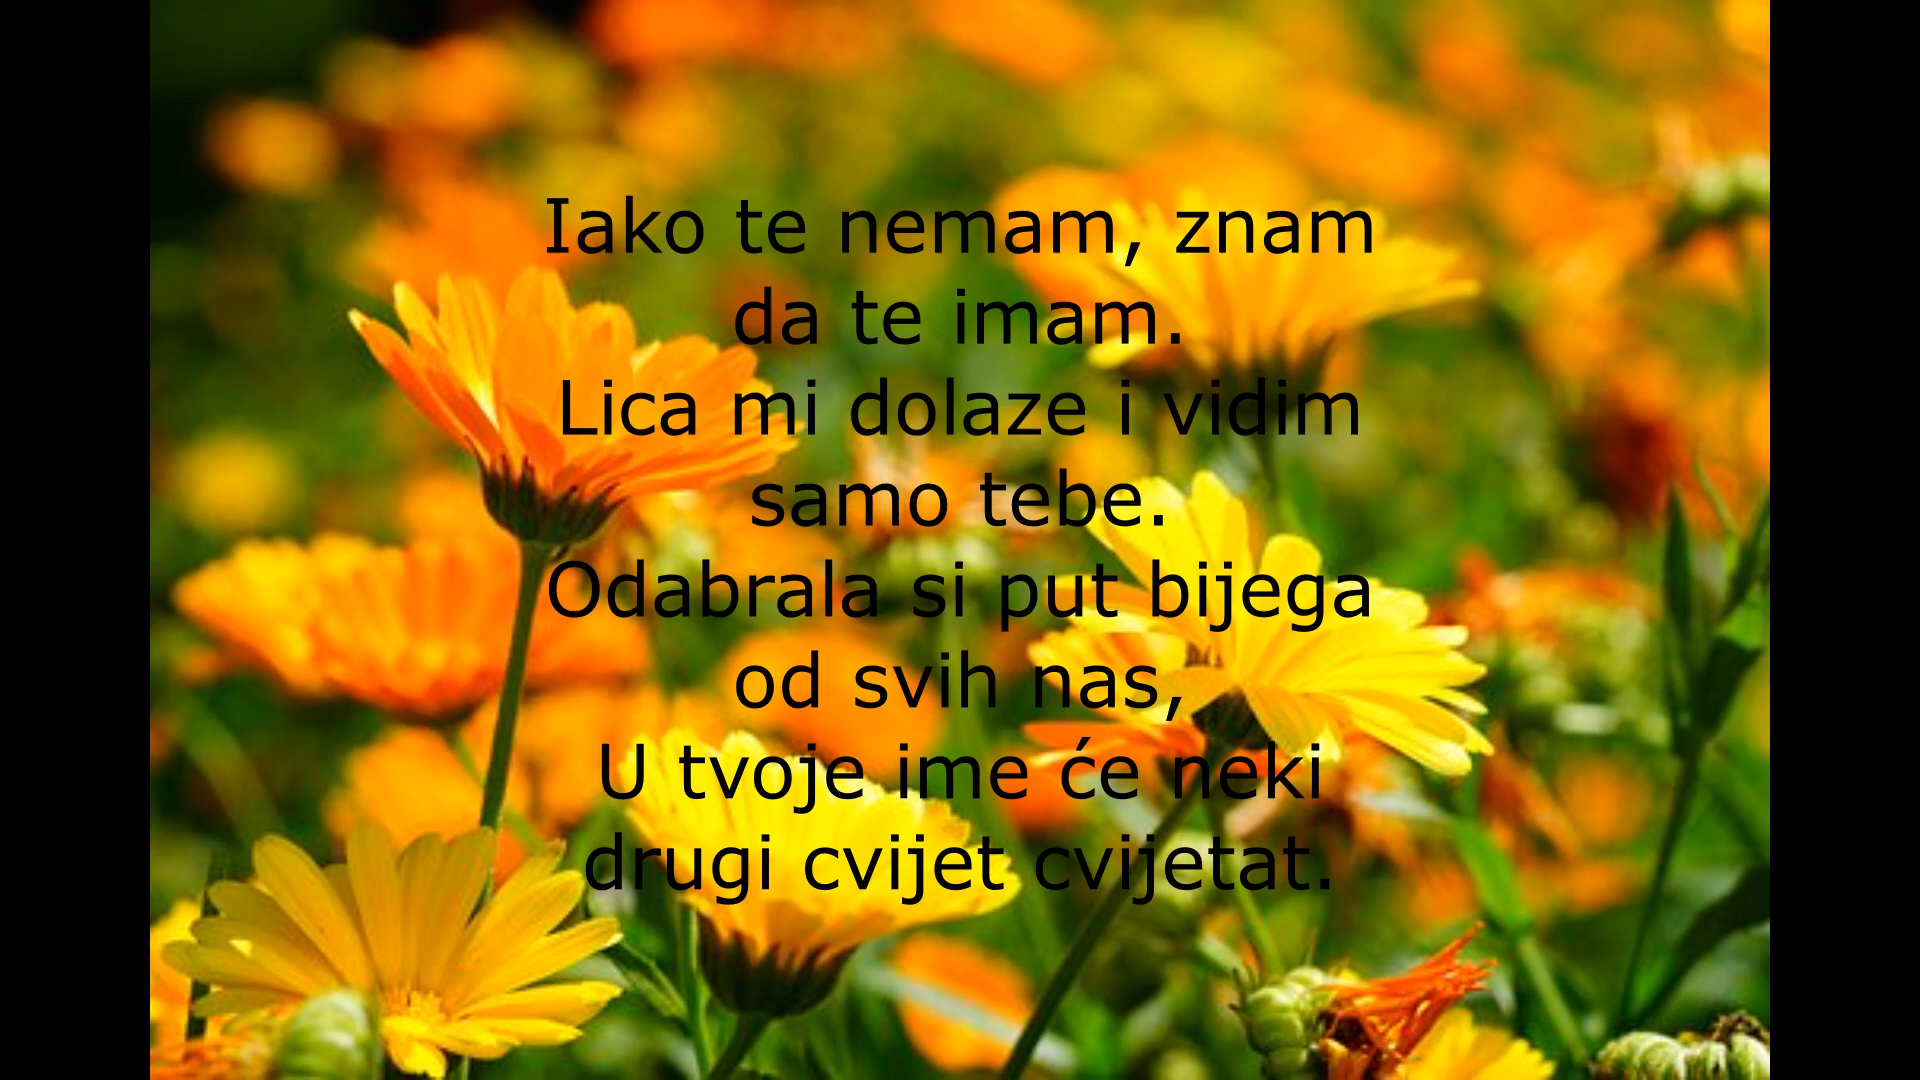 Iako te nemam, znam
da te imam.
Lica mi dolaze i vidim
samo tebe.
Odabrala si put bijega
od svih nas,
U tvoje ime će neki
drugi cvijet cvijetat.